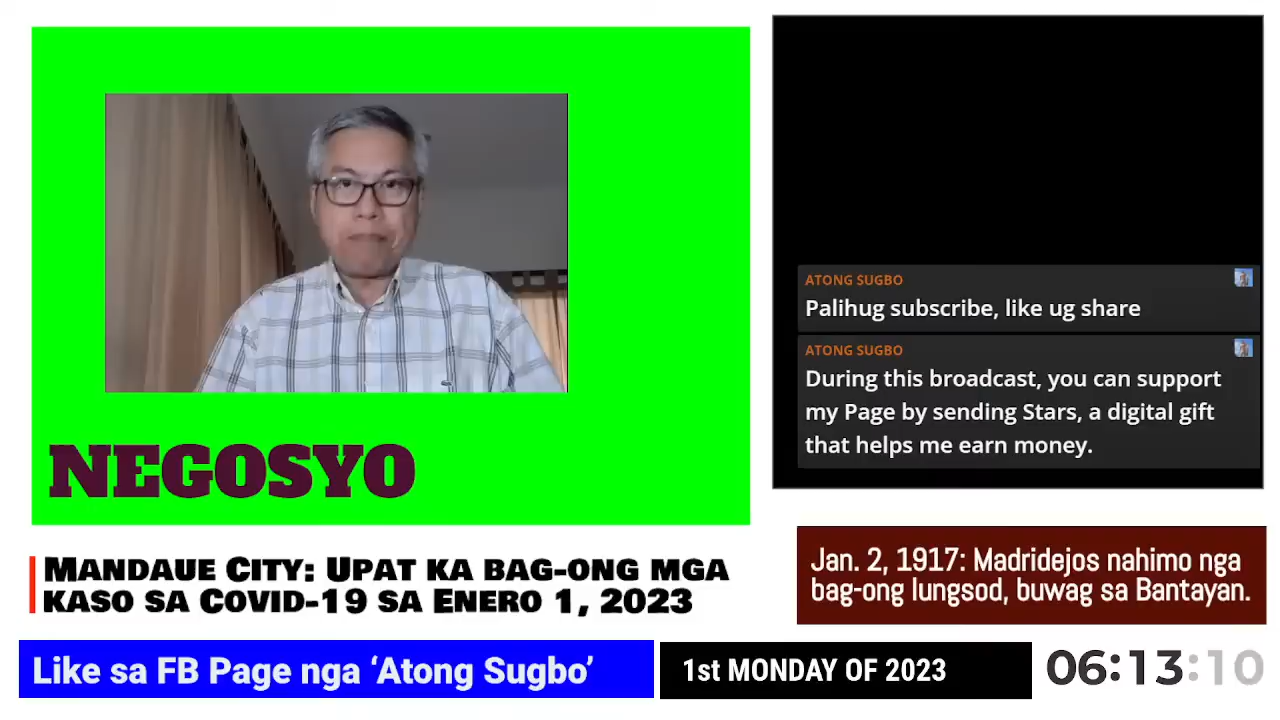 NEGOSYO
MANDAUE CITY: UPAT KA BAG-ONG MGA
KASO SA COVID-19 SA ENERO 1, 2023
Like sa FB Page nga ‘Atong Sugbo’
ATONG SUGBO
Palihug subscribe, like ug share
ATONG SUGBO
During this broadcast, you can support
my Page by sending Stars, a digital gift
that helps me earn money.
Jan. 2, 1917: Madridejos nahimo nga
bag-ong lungsod, buwag sa Bantayan.
1st MONDAY OF 2023
06:13:10